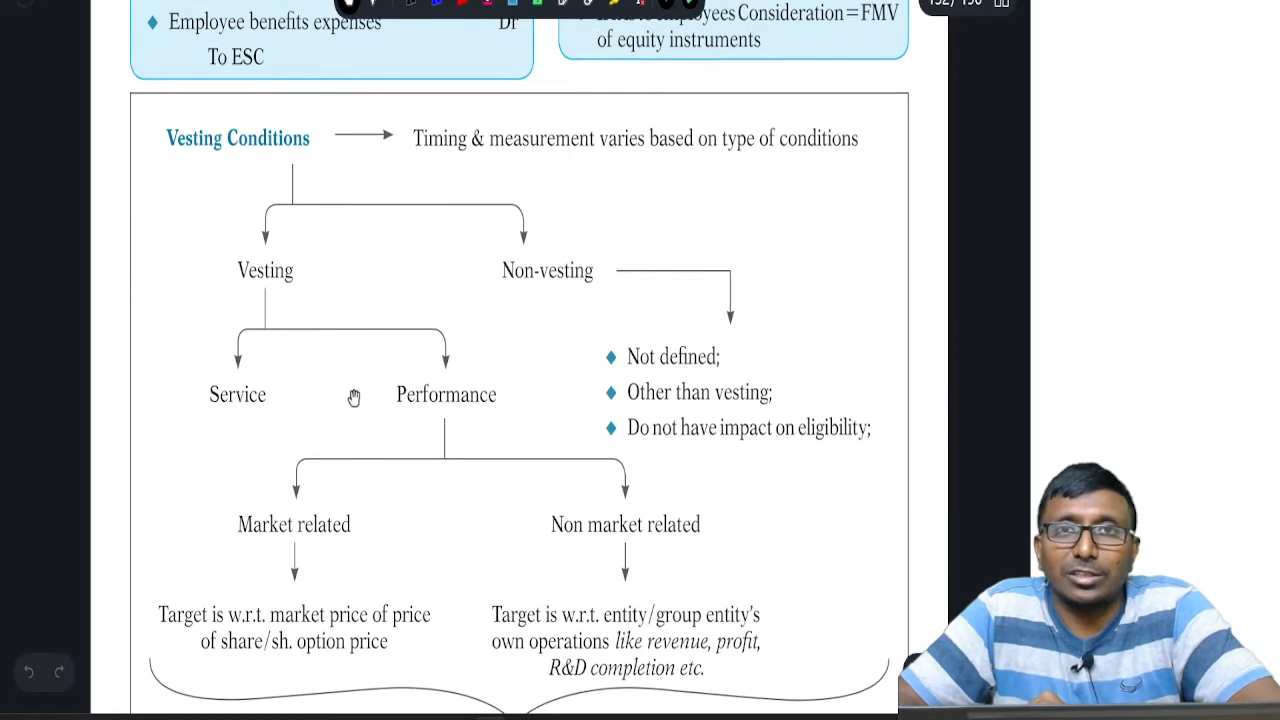 Employee benefits expenses Dr
To ESC
Employees Consideration = FMV
of equity instruments
Vesting Conditions Timing & measurement varies based on type of conditions
Vesting Non-vesting
Not defined;
Service Performance Other than vesting;
Do not have impact on eligibility;
Market related Non market related
Target is w.r.t. market price of price
of share/sh. option price
Target is w.r.t. entity/group entity's
own operations like revenue, profit,
R&D completion etc.